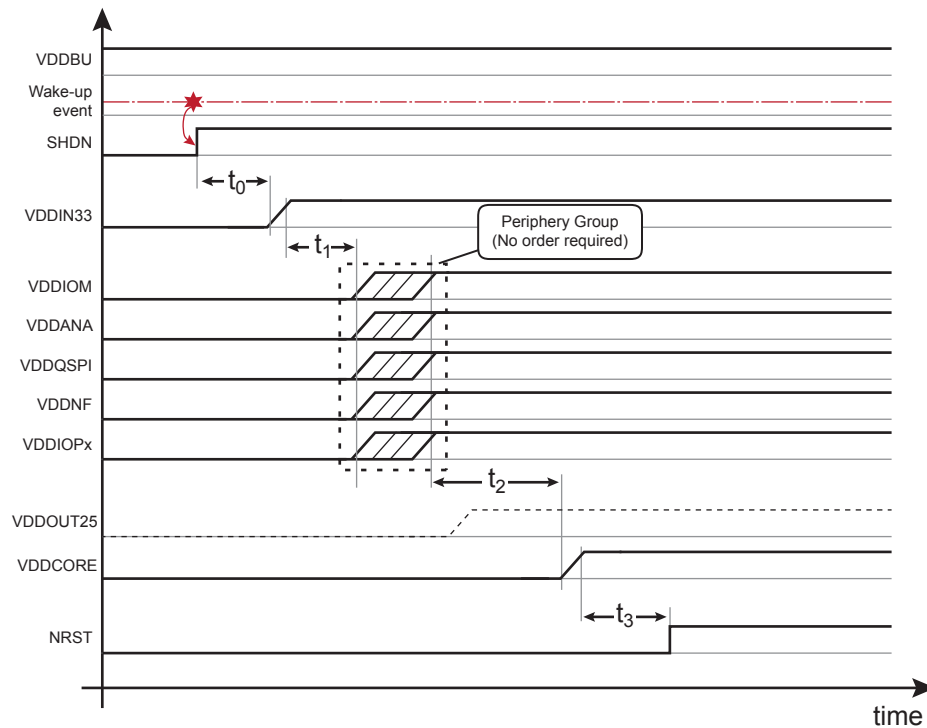 VDDBU
Wake-up
event
SHDN
t0
VDDIN33
Periphery Group
(No order required)
t1
VDDIOM
VDDANA
VDDQSPI
VDDNF
VDDIOPx
t2
VDDOUT25
VDDCORE
t3
NRST
time